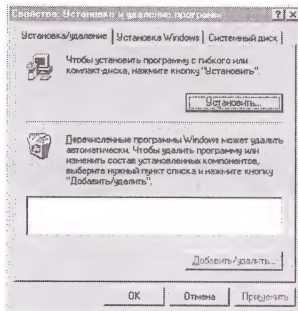 Свойства: Установка и удаление программ
Установка/удаление Установка Windows Системный диск
Чтобы установить программу с гибкого или
компакт-диска, нажмите кнопку "Установить".
Установить...
Перечисленные программы Windows может удалить
автоматически. Чтобы удалить программу или
изменить состав установленных компонентов,
выберите нужный пункт списка и нажмите кнопку
"Добавить/удалить".
Добавить/удалить...
OK Отмена Применить